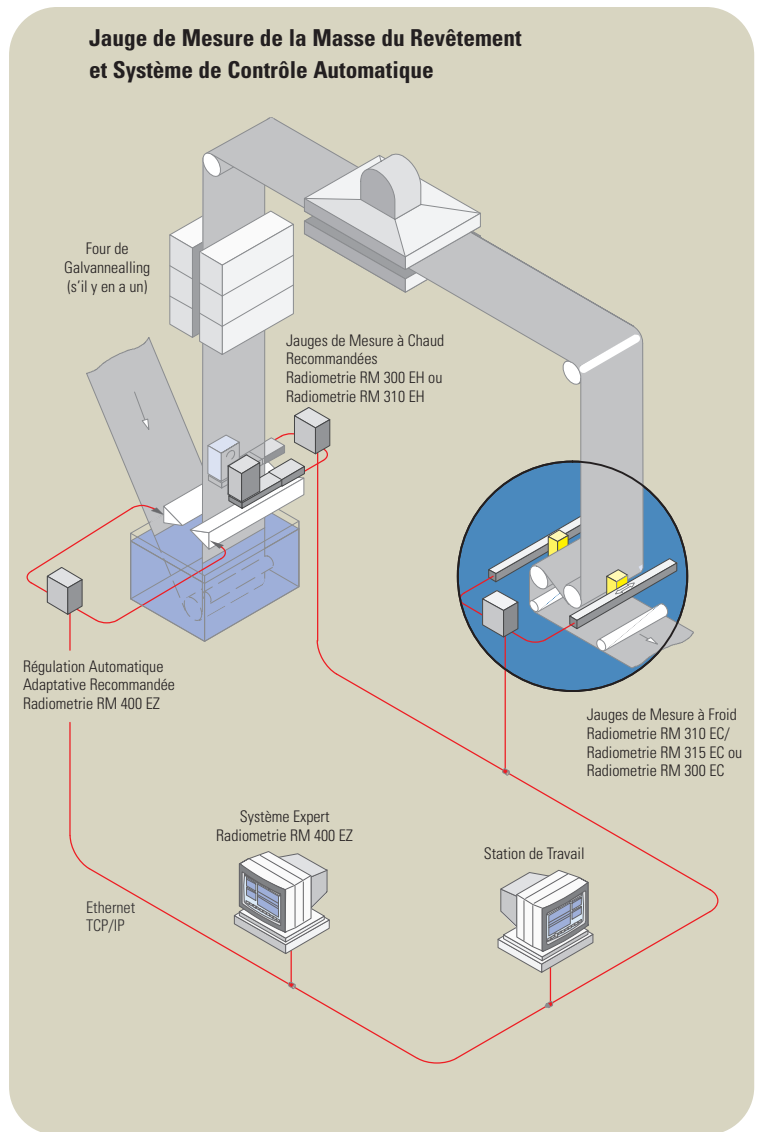 Jauge de Mesure de la Masse du Revêtement
et Système de Contrôle Automatique
Four de
Galvannealling
(s'il y en a un)
Jauges de Mesure à Chaud
Recommandées
Radiometrie RM 300 EH ou
Radiometrie RM 310 EH
Régulation Automatique
Adaptative Recommandée
Radiometrie RM 400 EZ
Jauges de Mesure à Froid
Radiometrie RM 310 EC/
Radiometrie RM 315 EC ou
Radiometrie RM 300 EC
Système Expert
Radiometrie RM 400 EZ
Station de Travail
Ethernet
TCP/IP